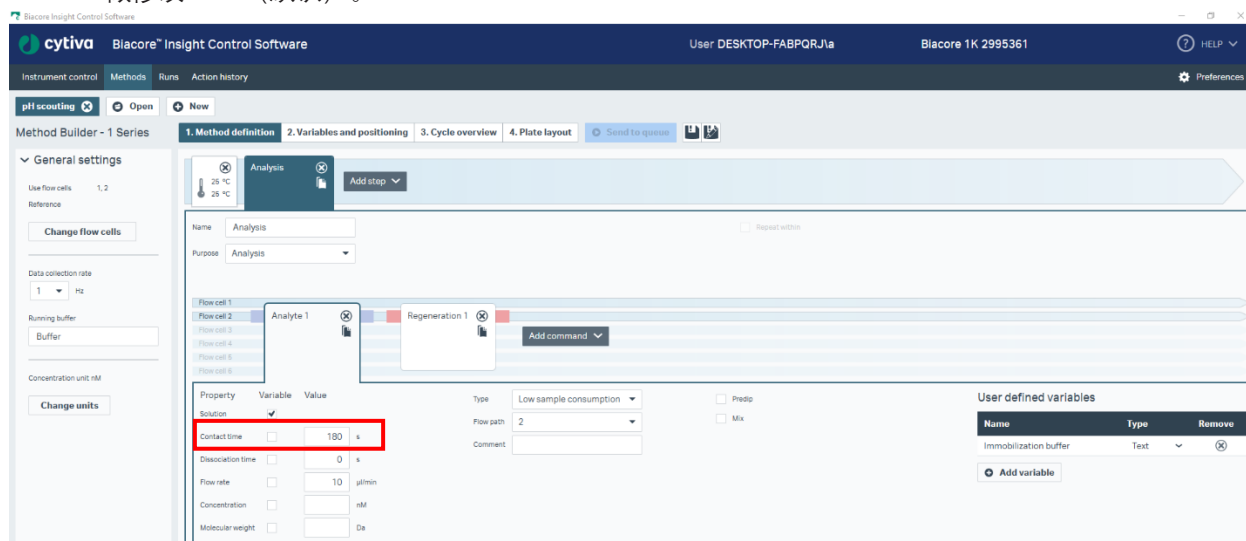 Biacore Insight Control Software
cytiva Biacore™ Insight Control Software User DESKTOP-FABPQRJ\a Biacore 1K 2995361 ? HELP
Instrument control Methods Runs Action history Preferences
pH scouting Open New
Method Builder - 1 Series 1. Method definition 2. Variables and positioning 3. Cycle overview 4. Plate layout Send to queue
General settings
25 °C
25 °C
Analysis
Add step
Use flow cells 1, 2
Reference
Change flow cells
Name Analysis Repeat within
Purpose Analysis
Data collection rate
1 Hz
Running buffer
Buffer
Concentration unit nM
Change units
Flow cell 1
Flow cell 2
Flow cell 3
Flow cell 4
Flow cell 5
Flow cell 6
Analyte 1 Regeneration 1
Add command
Property Variable Value
Solution
Contact time 180 s
Dissociation time 0 s
Flow rate 10 µl/min
Concentration nM
Molecular weight Da
Type Low sample consumption
Flow path 2
Comment
Predip
Mix
User defined variables
Name Type Remove
Immobilization buffer Text
Add variable